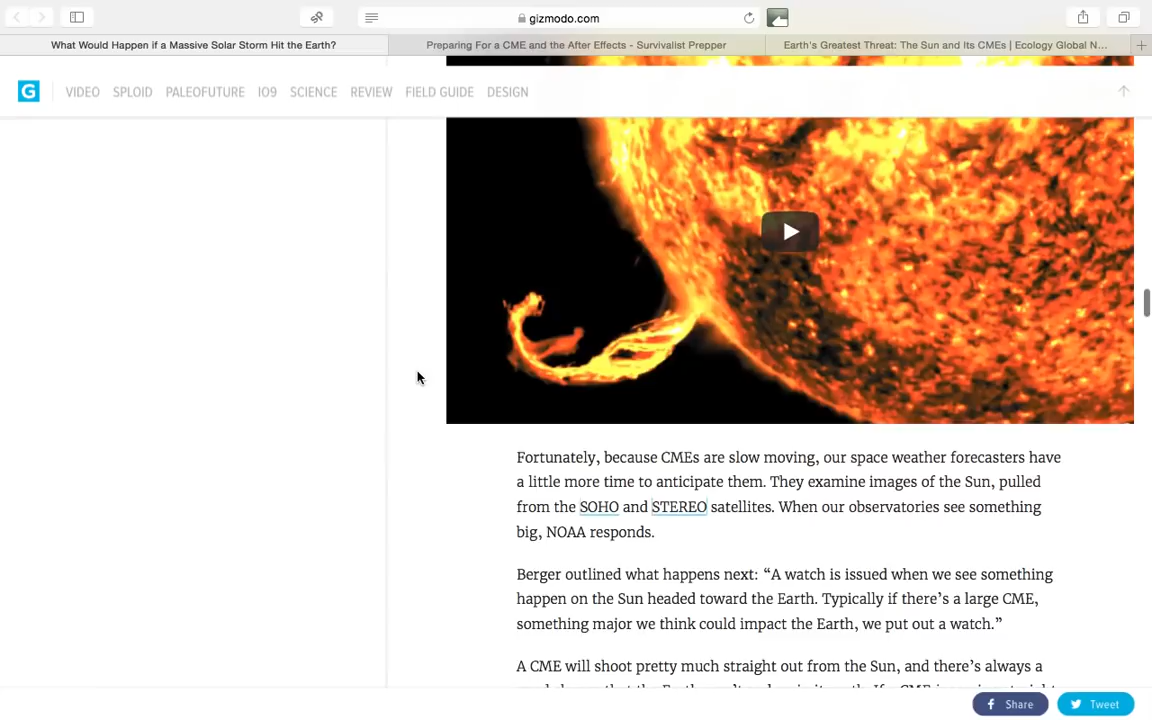 gizmodo.com
What Would Happen if a Massive Solar Storm Hit the Earth?
Preparing For a CME and the After Effects - Survivalist Prepper
Earth's Greatest Threat: The Sun and Its CMEs | Ecology Global N...
G VIDEO SPLOID PALEOFUTURE IO9 SCIENCE REVIEW FIELD GUIDE DESIGN
Fortunately, because CMEs are slow moving, our space weather forecasters have
a little more time to anticipate them. They examine images of the Sun, pulled
from the SOHO and STEREO satellites. When our observatories see something
big, NOAA responds.
Berger outlined what happens next: “A watch is issued when we see something
happen on the Sun headed toward the Earth. Typically if there’s a large CME,
something major we think could impact the Earth, we put out a watch.”
A CME will shoot pretty much straight out from the Sun, and there’s always a
Share
Tweet